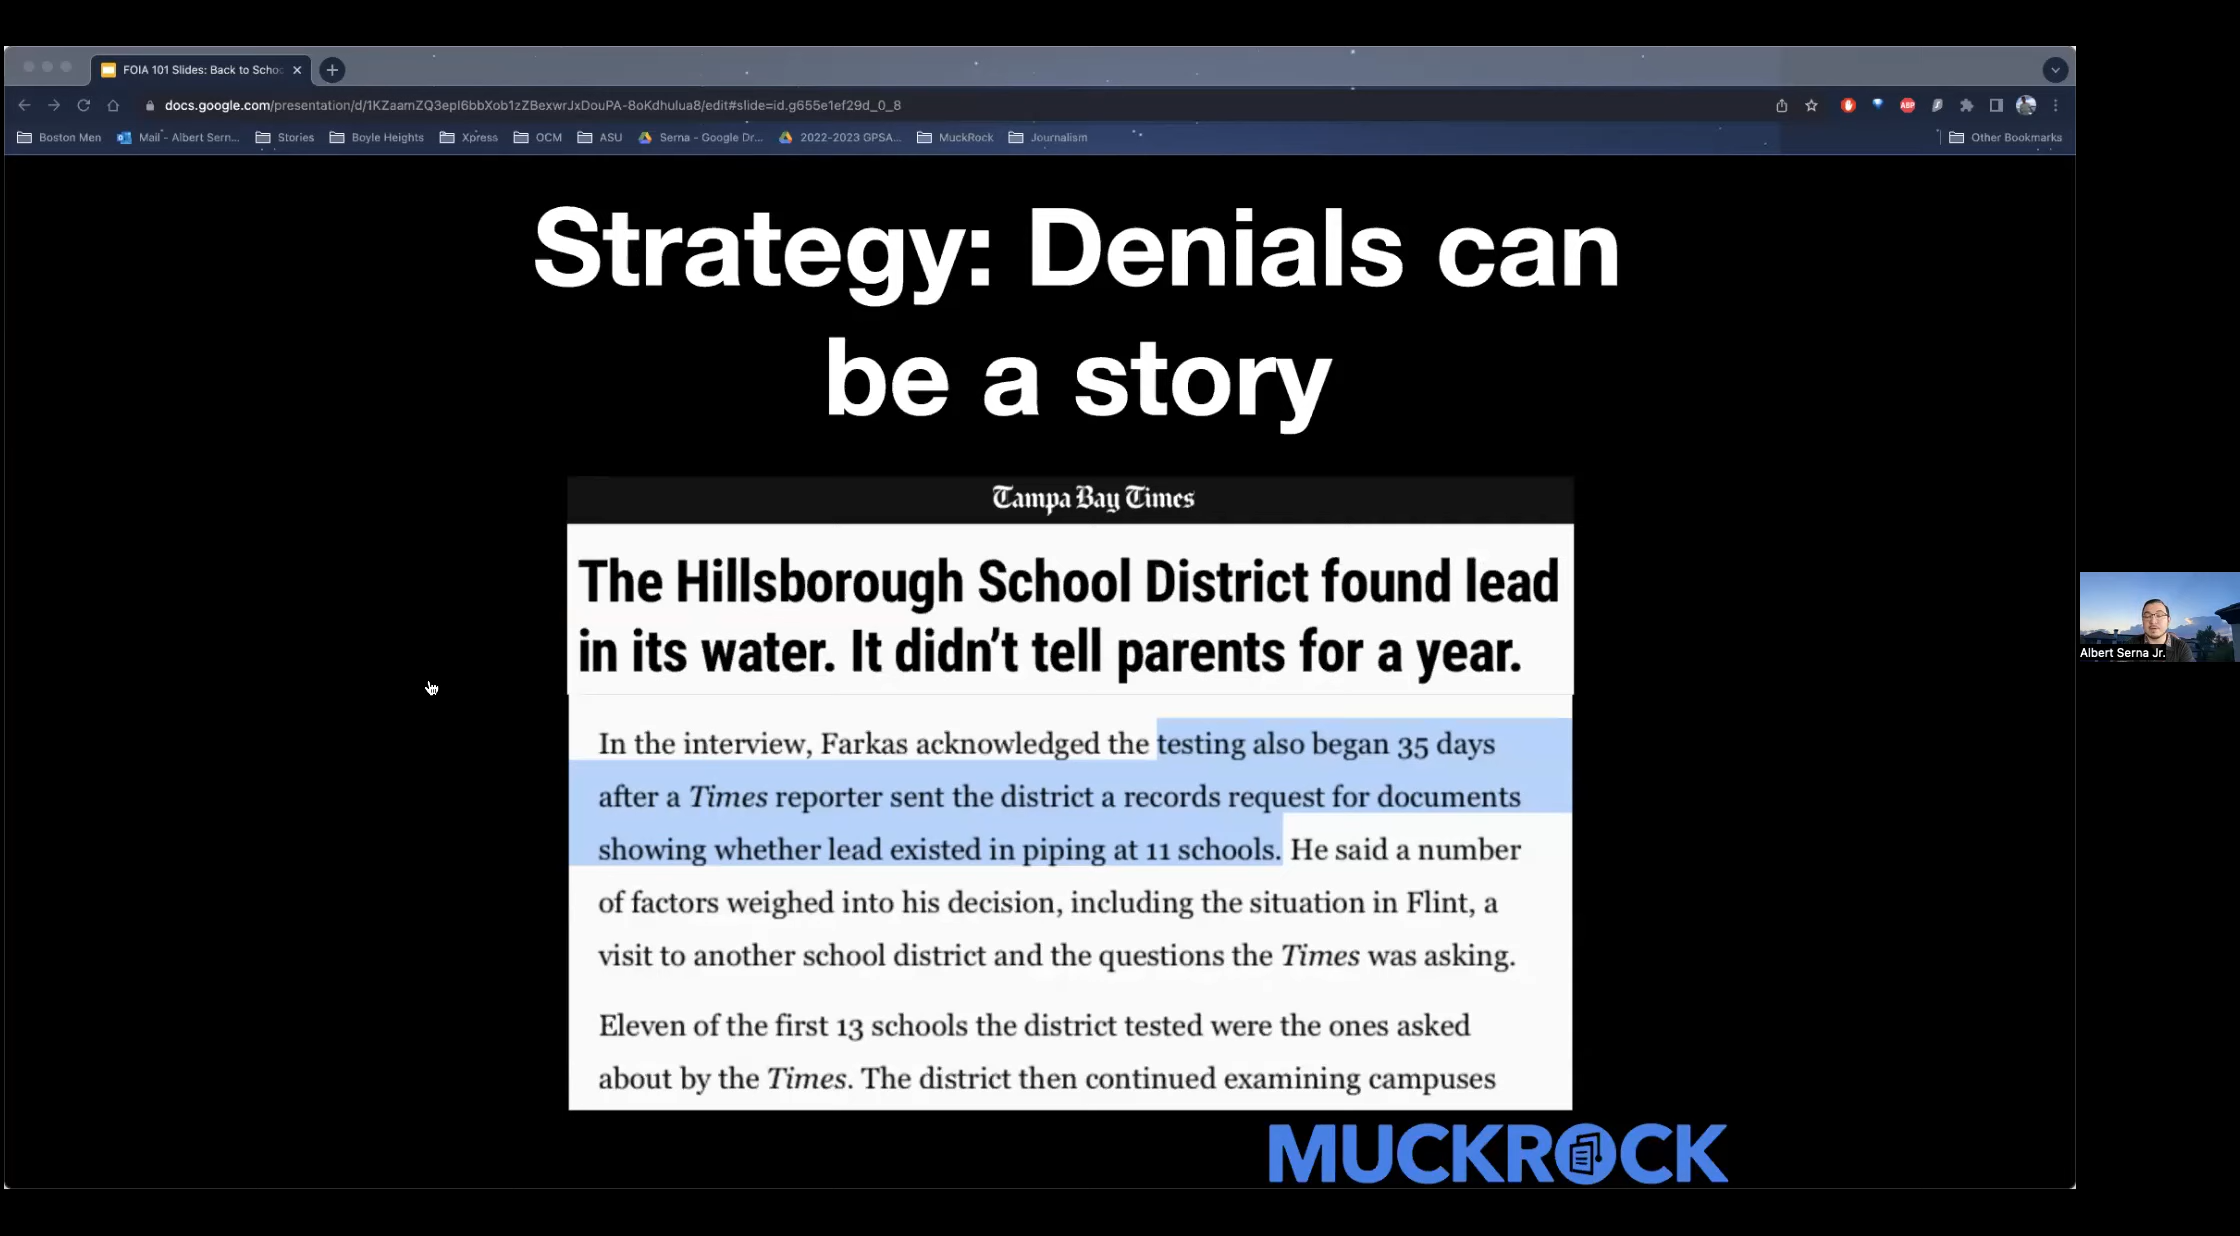 FOIA 101 Slides: Back to Schoo
docs.google.com/presentation/d/1KZaamZQ3epI6bbXob1zZBexwrJxDouPA-8oKdhulua8/edit#slide=id.g655e1ef29d_0_8
ABP
Boston Men
Mail - Albert Sern...
Stories
Boyle Heights
Xpress
OCM
ASU
Serna - Google Dr...
2022-2023 GPSA...
MuckRock
Journalism
Other Bookmarks
Strategy: Denials can
be a story
Tampa Bay Times
The Hillsborough School District found lead
in its water. It didn't tell parents for a year.
In the interview, Farkas acknowledged the testing also began 35 days
after a Times reporter sent the district a records request for documents
showing whether lead existed in piping at 11 schools. He said a number
of factors weighed into his decision, including the situation in Flint, a
visit to another school district and the questions the Times was asking.
Eleven of the first 13 schools the district tested were the ones asked
about by the Times. The district then continued examining campuses
MUCKROCK
Albert Serna Jr.